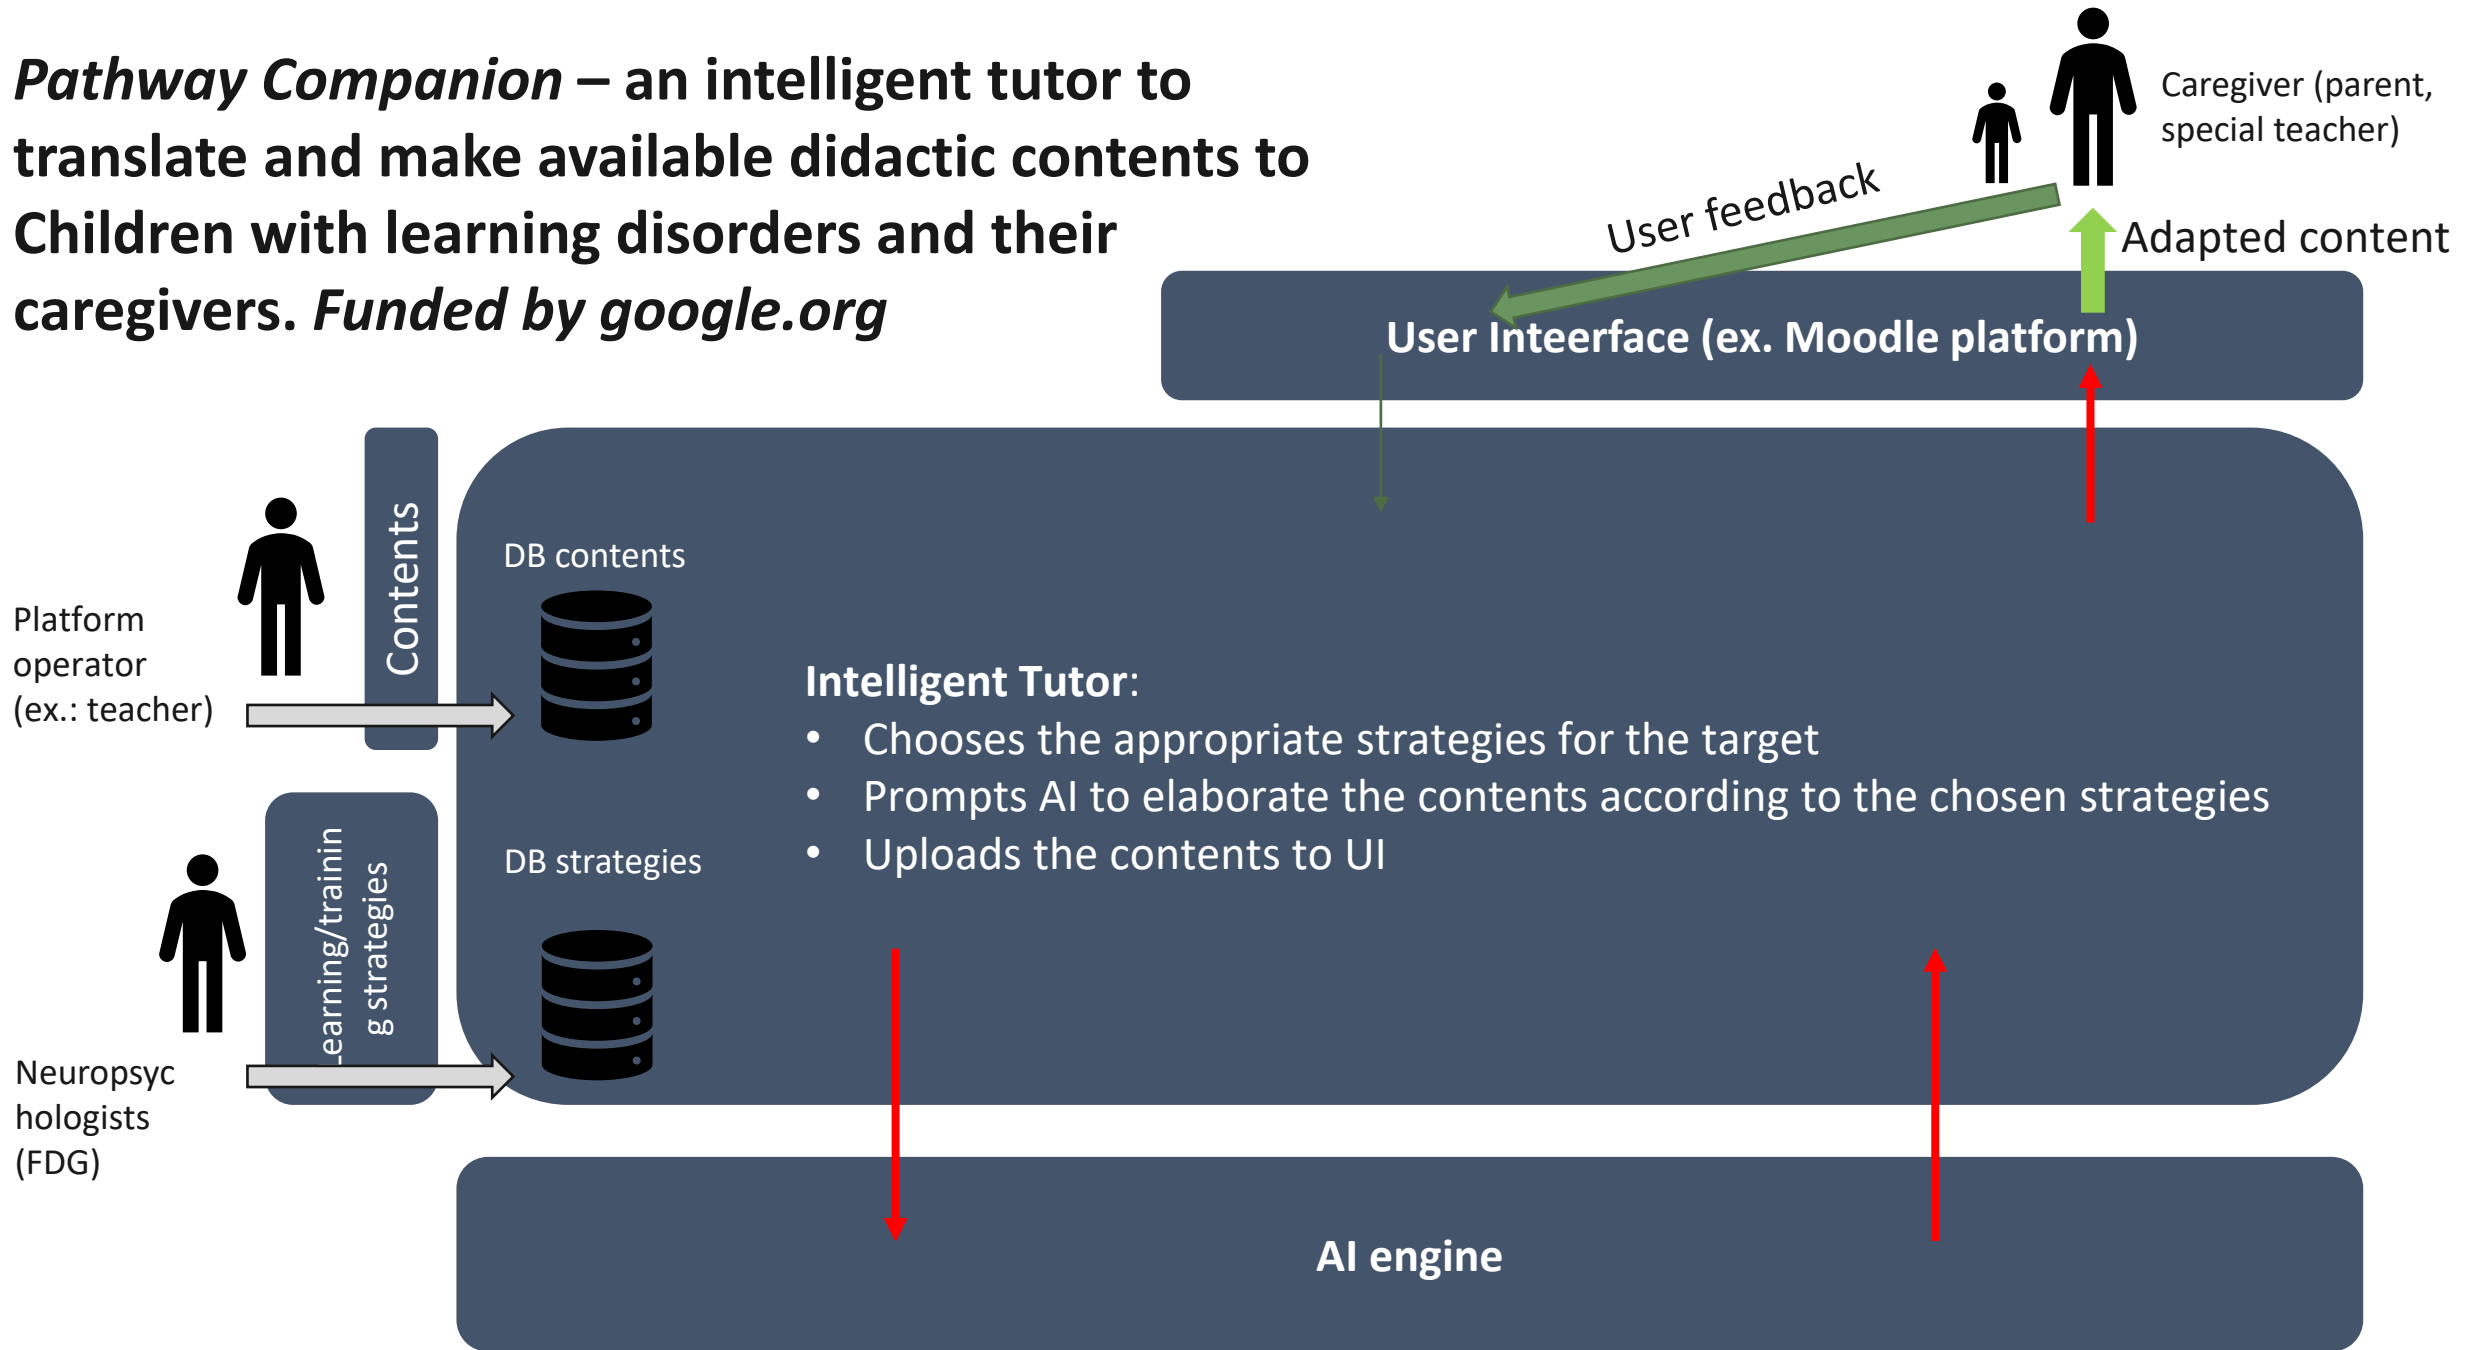 Pathway Companion – an intelligent tutor to
translate and make available didactic contents to
Children with learning disorders and their
caregivers. Funded by google.org
Caregiver (parent,
special teacher)
User feedback
Adapted content
User Inteerface (ex. Moodle platform)
Contents
Platform
operator
(ex.: teacher)
DB contents
Intelligent Tutor:
• Chooses the appropriate strategies for the target
• Prompts AI to elaborate the contents according to the chosen strategies
• Uploads the contents to UI
DB strategies
Learning/trainin
g strategies
Neuropsyc
hologists
(FDG)
AI engine